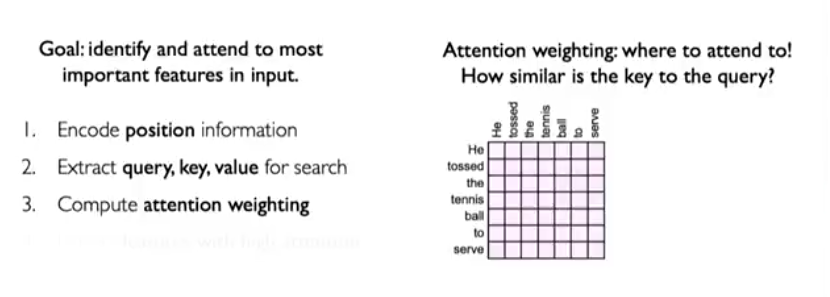 Goal: identify and attend to most
important features in input.
1. Encode position information
2. Extract query, key, value for search
3. Compute attention weighting
Attention weighting: where to attend to!
How similar is the key to the query?
He
tossed
the
tennis
ball
to
serve
He
tossed
the
tennis
ball
to
serve